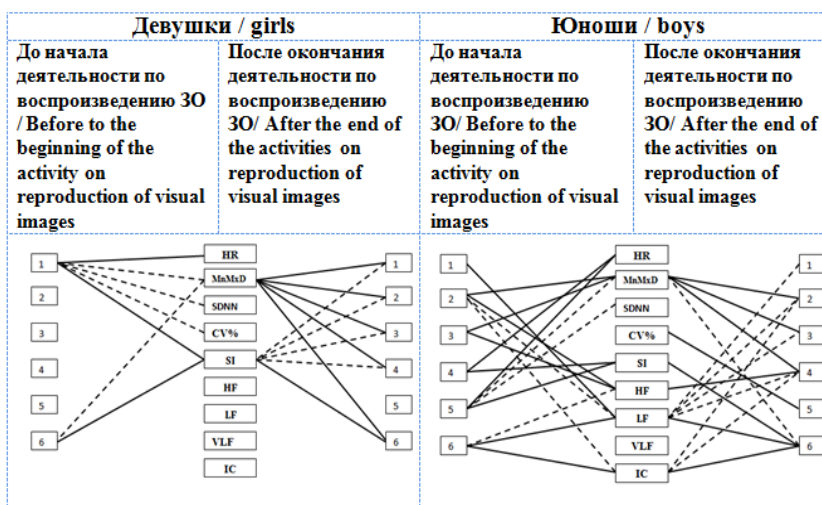 Девушки / girls
Юноши / boys
До начала
деятельности по
воспроизведению ЗО
/ Before to the
beginning of the
activity on
reproduction of visual
images
После окончания
деятельности по
воспроизведению
ЗО/ After the end of
the activities on
reproduction of
visual images
До начала
деятельности по
воспроизведению
ЗО/ Before to the
beginning of the
activity on
reproduction of visual
images
После окончания
деятельности по
воспроизведению
ЗО/ After the end of
the activities on
reproduction of
visual images
1
2
3
4
5
6
HR
MnMxD
SDNN
CV%
SI
HF
LF
VLF
IC
1
2
3
4
5
6
1
2
3
4
5
6
HR
MnMxD
SDNN
CV%
SI
HF
LF
VLF
IC
1
2
3
4
5
6